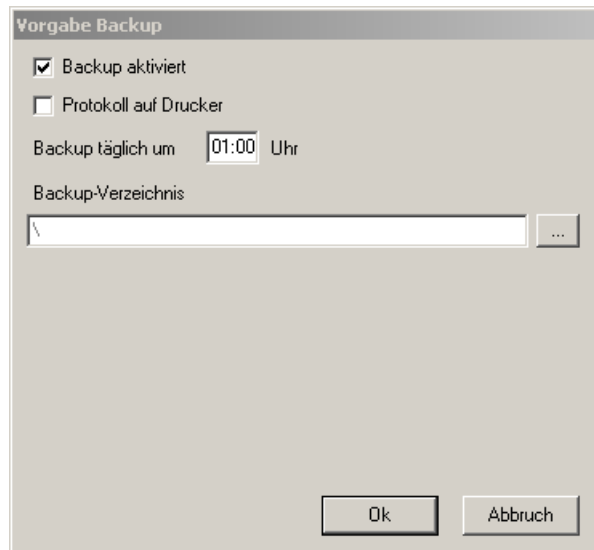 Vorgabe Backup
Backup aktiviert
Protokoll auf Drucker
Backup täglich um 01:00 Uhr
Backup-Verzeichnis
\ ...
Ok Abbruch